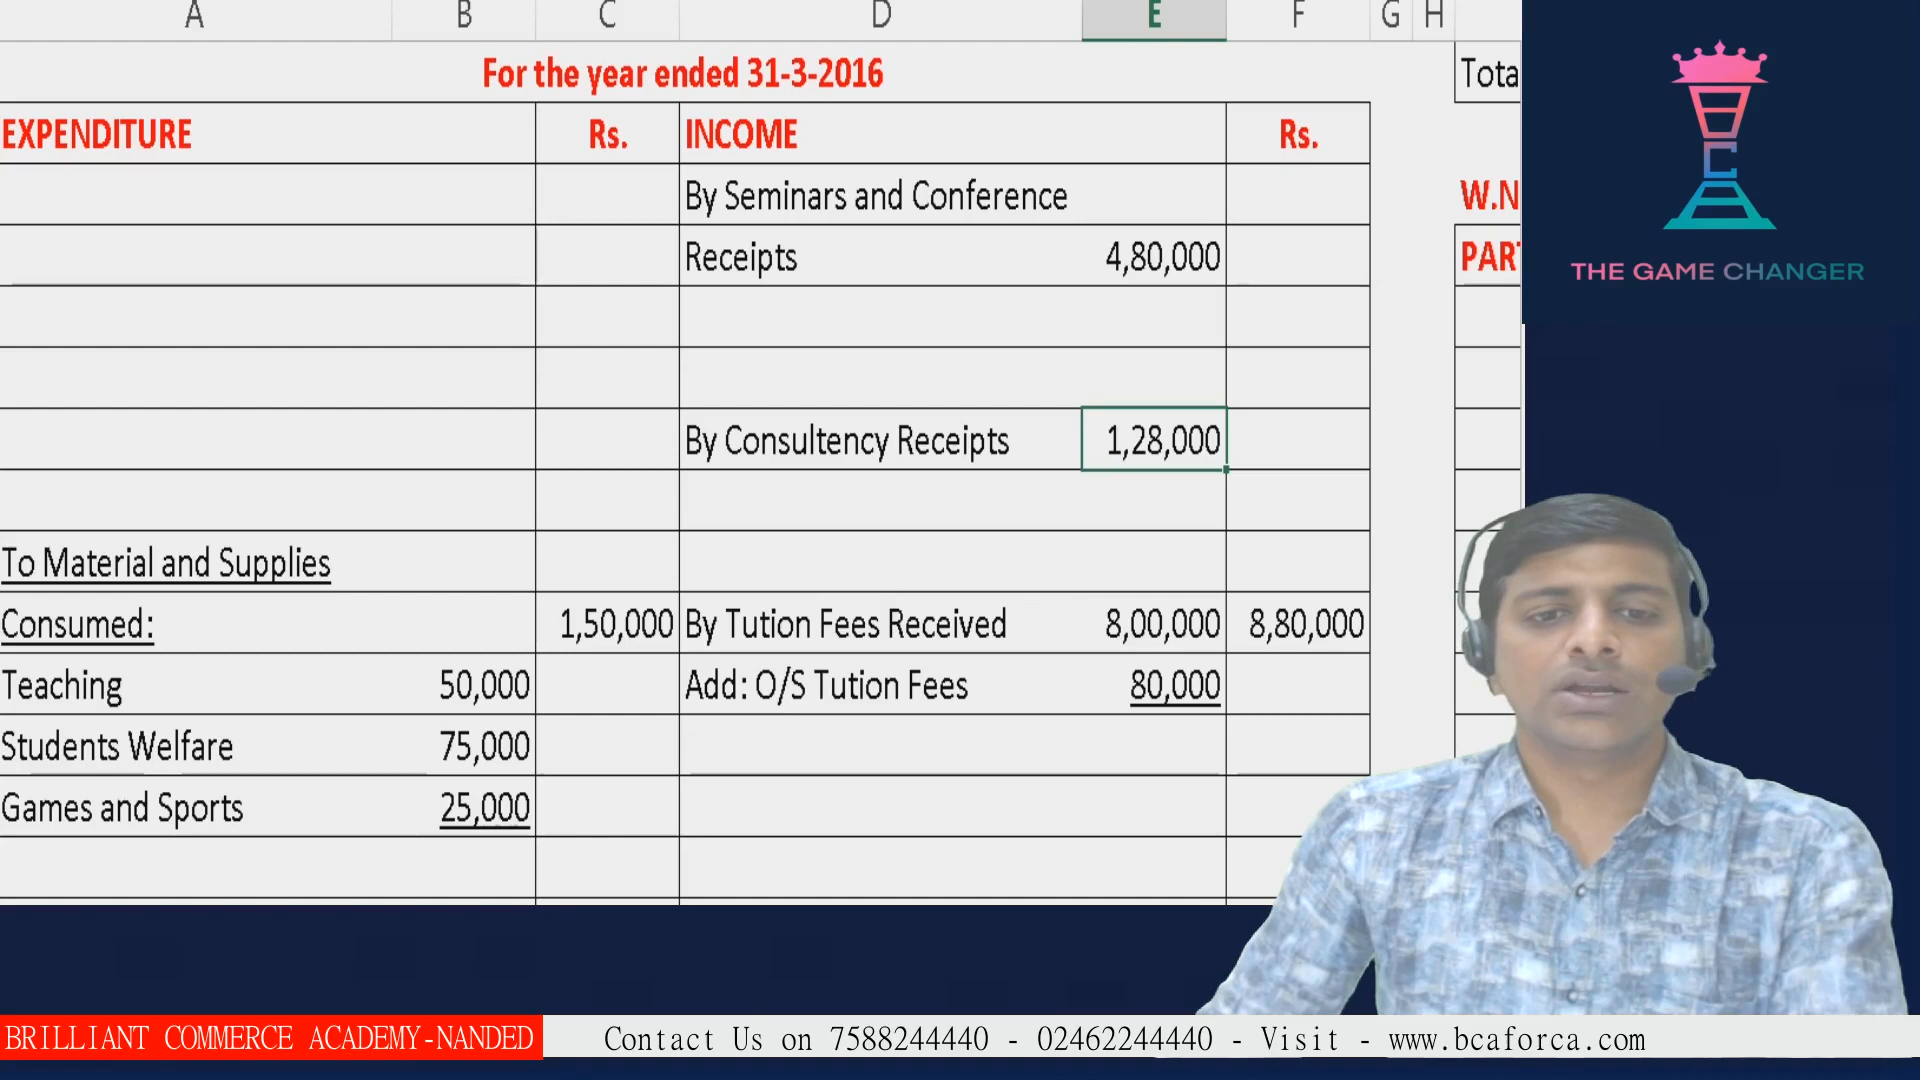 A B C D E F G H
For the year ended 31-3-2016
Tota
EXPENDITURE Rs. INCOME Rs.
By Seminars and Conference
W.N
Receipts 4,80,000
PAR
By Consultency Receipts 1,28,000
To Material and Supplies
Consumed: 1,50,000 By Tution Fees Received 8,00,000 8,80,000
Teaching 50,000 Add: O/S Tution Fees 80,000
Students Welfare 75,000
Games and Sports 25,000
THE GAME CHANGER
BRILLIANT COMMERCE ACADEMY-NANDED Contact Us on 7588244440 - 02462244440 - Visit - www.bcaforca.com